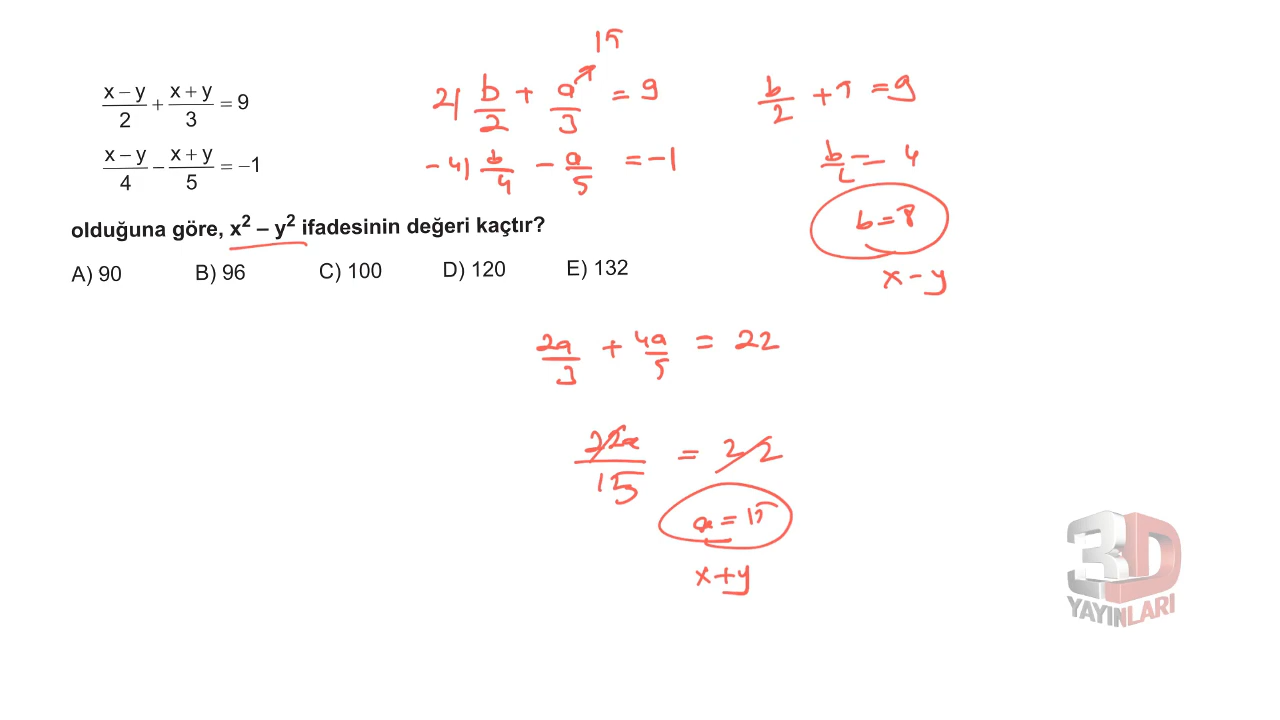 x − y / 2 + x + y / 3 = 9
x − y / 4 − x + y / 5 = −1
olduğuna göre, x² − y² ifadesinin değeri kaçtır?
A) 90 B) 96 C) 100 D) 120 E) 132
15
2) b/2 + a/3 = 9
-4) b/4 - a/5 = -1
b/2 + 5 = 9
b/2 = 4
b = 8
x - y
2a/3 + 4a/5 = 22
22a/15 = 22
a = 15
x + y
3D
YAYINLARI